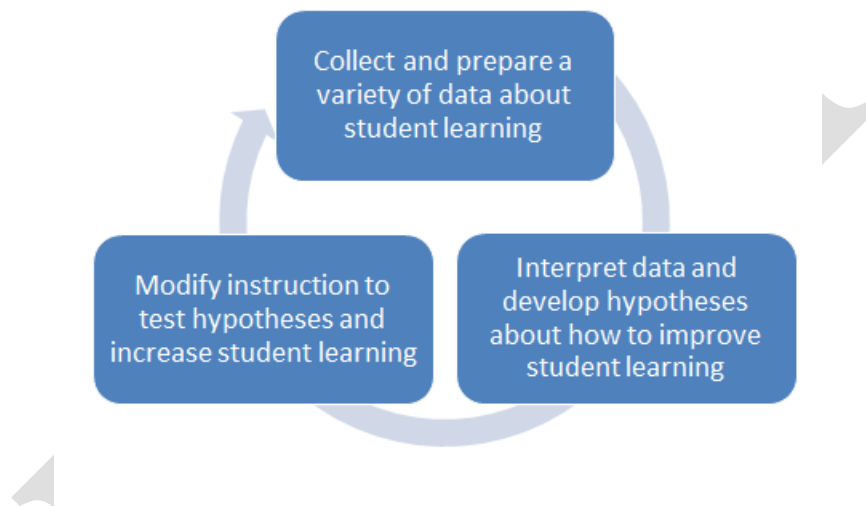 Collect and prepare a
variety of data about
student learning
Interpret data and
develop hypotheses
about how to improve
student learning
Modify instruction to
test hypotheses and
increase student learning